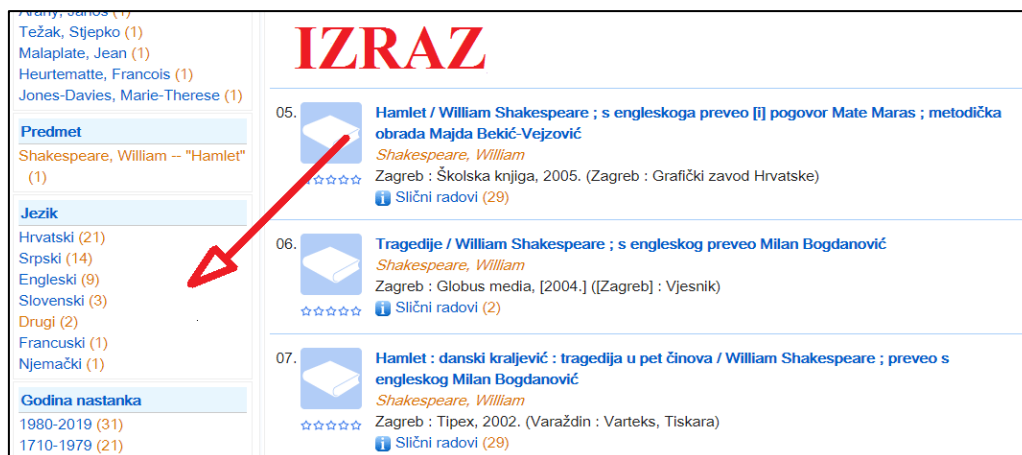 Arany, Janos (1)
Težak, Stjepko (1)
Malaplate, Jean (1)
Heurtematte, Francois (1)
Jones-Davies, Marie-Therese (1)
Predmet
Shakespeare, William -- "Hamlet"
(1)
Jezik
Hrvatski (21)
Srpski (14)
Engleski (9)
Slovenski (3)
Drugi (2)
Francuski (1)
Njemački (1)
Godina nastanka
1980-2019 (31)
1710-1979 (21)
IZRAZ
05.
Hamlet / William Shakespeare ; s engleskoga preveo [i] pogovor Mate Maras ; metodička
obrada Majda Bekić-Vejzović
Shakespeare, William
Zagreb : Školska knjiga, 2005. (Zagreb : Grafički zavod Hrvatske)
Slični radovi (29)
06.
Tragedije / William Shakespeare ; s engleskog preveo Milan Bogdanović
Shakespeare, William
Zagreb : Globus media, [2004.] ([Zagreb] : Vjesnik)
Slični radovi (2)
07.
Hamlet : danski kraljević : tragedija u pet činova / William Shakespeare ; preveo s
engleskog Milan Bogdanović
Shakespeare, William
Zagreb : Tipex, 2002. (Varaždin : Varteks, Tiskara)
Slični radovi (29)